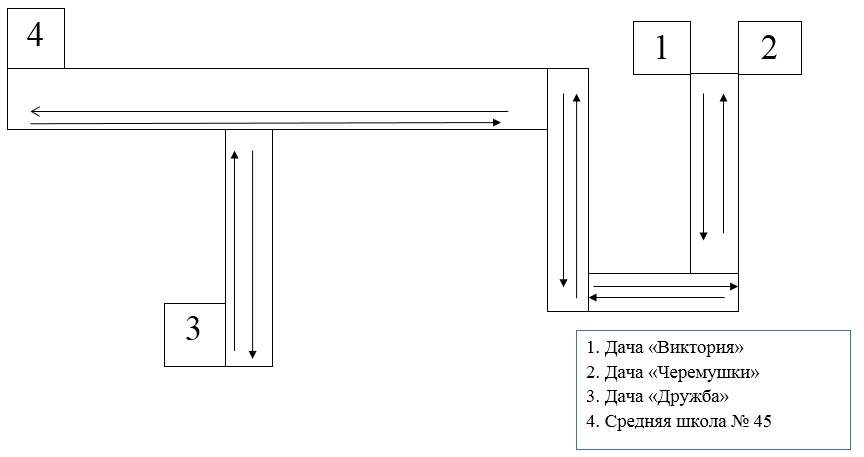 4
1
2
3
1. Дача «Виктория»
2. Дача «Черемушки»
3. Дача «Дружба»
4. Средняя школа № 45